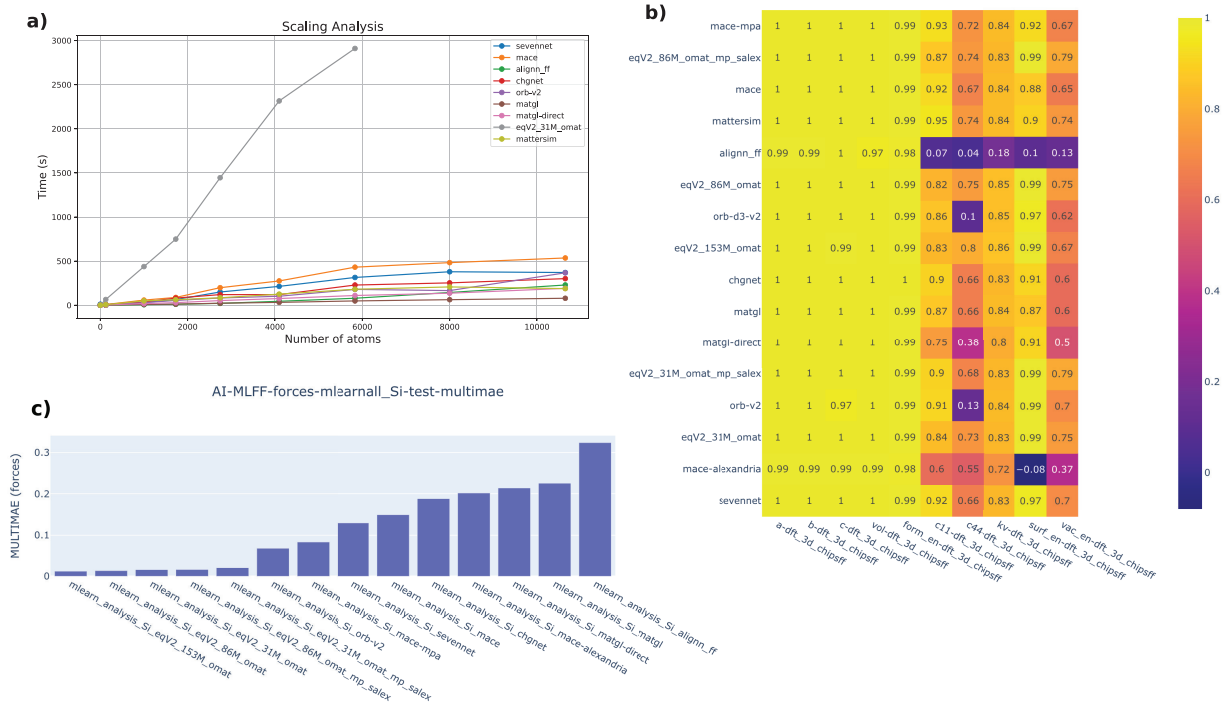 a)
Scaling Analysis
3000
2500
2000
1500
1000
500
0
Time (s)
0 2000 4000 6000 8000 10000
Number of atoms
sevennet
mace
alignn_ff
chgnet
orb-v2
matgl
matgl-direct
eqV2_31M_omat
mattersim
b)
mace-mpa 1 1 1 1 0.99 0.93 0.72 0.84 0.92 0.67
eqV2_86M_omat_mp_salex 1 1 1 1 0.99 0.87 0.74 0.83 0.99 0.79
mace 1 1 1 1 0.99 0.92 0.67 0.84 0.88 0.65
mattersim 1 1 1 1 0.99 0.95 0.74 0.84 0.9 0.74
alignn_ff 0.99 0.99 1 0.97 0.98 0.07 0.04 0.18 0.1 0.13
eqV2_86M_omat 1 1 1 1 0.99 0.82 0.75 0.85 0.99 0.75
orb-d3-v2 1 1 1 1 0.99 0.86 0.1 0.85 0.97 0.62
eqV2_153M_omat 1 1 0.99 1 0.99 0.83 0.8 0.86 0.99 0.67
chgnet 1 1 1 1 1 0.9 0.66 0.83 0.91 0.6
matgl 1 1 1 1 0.99 0.87 0.66 0.84 0.87 0.6
matgl-direct 1 1 1 1 0.99 0.75 0.38 0.8 0.91 0.5
eqV2_31M_omat_mp_salex 1 1 1 1 0.99 0.9 0.68 0.83 0.99 0.79
orb-v2 1 1 0.97 1 0.99 0.91 0.13 0.84 0.99 0.7
eqV2_31M_omat 1 1 1 1 0.99 0.84 0.73 0.83 0.99 0.75
mace-alexandria 0.99 0.99 0.99 0.99 0.98 0.6 0.55 0.72 −0.08 0.37
sevennet 1 1 1 1 0.99 0.92 0.66 0.83 0.97 0.7
a-dft_3d_chipsff
b-dft_3d_chipsff
c-dft_3d_chipsff
vol-dft_3d_chipsff
form_en-dft_3d_chipsff
c11-dft_3d_chipsff
c44-dft_3d_chipsff
kv-dft_3d_chipsff
surf_en-dft_3d_chipsff
vac_en-dft_3d_chipsff
1
0.8
0.6
0.4
0.2
0
AI-MLFF-forces-mlearnall_Si-test-multimae
c)
0.3
0.2
0.1
0
MULTIMAE (forces)
mlearn_analysis_Si_eqV2_153M_omat
mlearn_analysis_Si_eqV2_86M_omat
mlearn_analysis_Si_eqV2_31M_omat
mlearn_analysis_Si_eqV2_86M_omat_mp_salex
mlearn_analysis_Si_eqV2_31M_omat_mp_salex
mlearn_analysis_Si_orb-v2
mlearn_analysis_Si_mace-mpa
mlearn_analysis_Si_sevennet
mlearn_analysis_Si_mace
mlearn_analysis_Si_chgnet
mlearn_analysis_Si_mace-alexandria
mlearn_analysis_Si_matgl-direct
mlearn_analysis_Si_matgl
mlearn_analysis_Si_alignn_ff